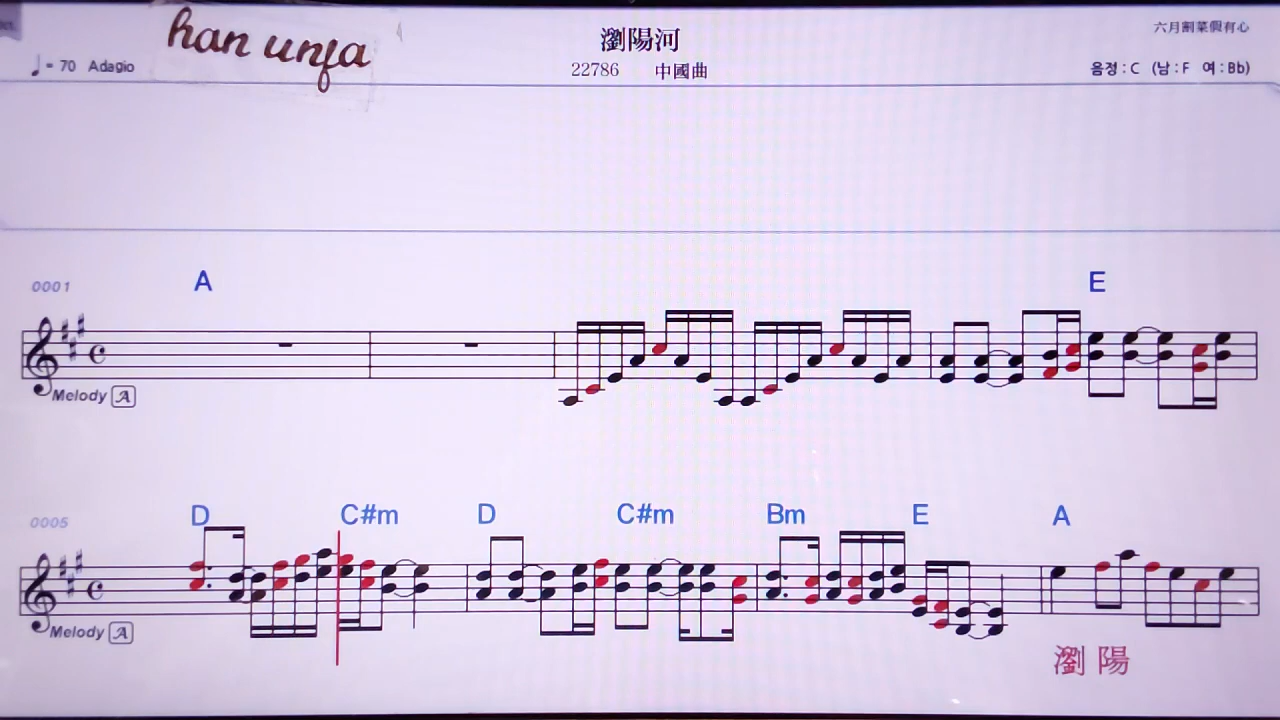 han unja
瀏陽河
六月割菜假有心
♩= 70 Adagio
22786 中國曲
음정 : C (남 : F 여 : Bb)
0001 A E
Melody A
0005 D C#m D C#m Bm E A
Melody A
瀏 陽